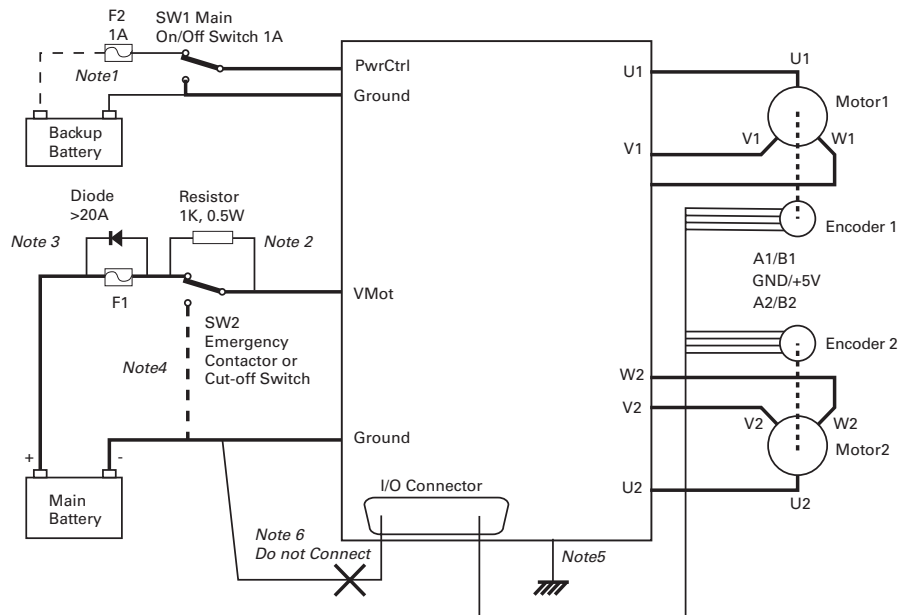 F2
1A
SW1 Main
On/Off Switch 1A
Note1
Backup
Battery
PwrCtrl
Ground
U1
U1
Motor1
V1
V1
W1
Diode
>20A
Resistor
1K, 0.5W
Note 3
Note 2
F1
VMot
SW2
Emergency
Contactor or
Cut-off Switch
Note4
Encoder 1
A1/B1
GND/+5V
A2/B2
Encoder 2
W2
V2
V2
W2
Motor2
U2
U2
Ground
+
-
Main
Battery
I/O Connector
Note 6
Do not Connect
Note5